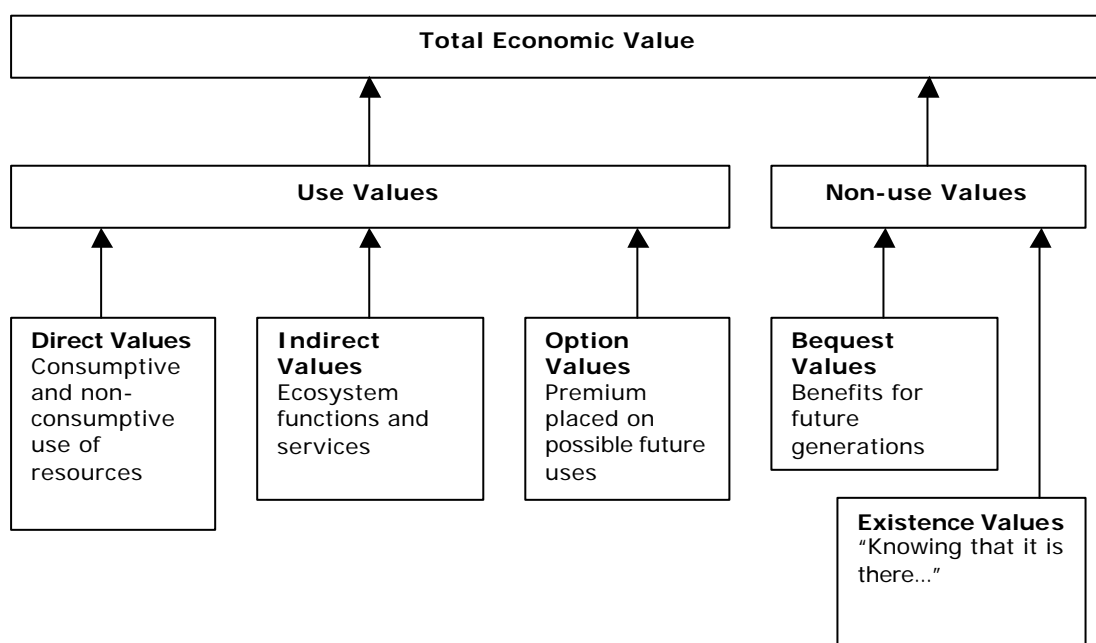 Total Economic Value
Use Values
Non-use Values
Direct Values
Consumptive
and non-
consumptive
use of
resources
Indirect
Values
Ecosystem
functions and
services
Option
Values
Premium
placed on
possible future
uses
Bequest
Values
Benefits for
future
generations
Existence Values
“Knowing that it is
there…”